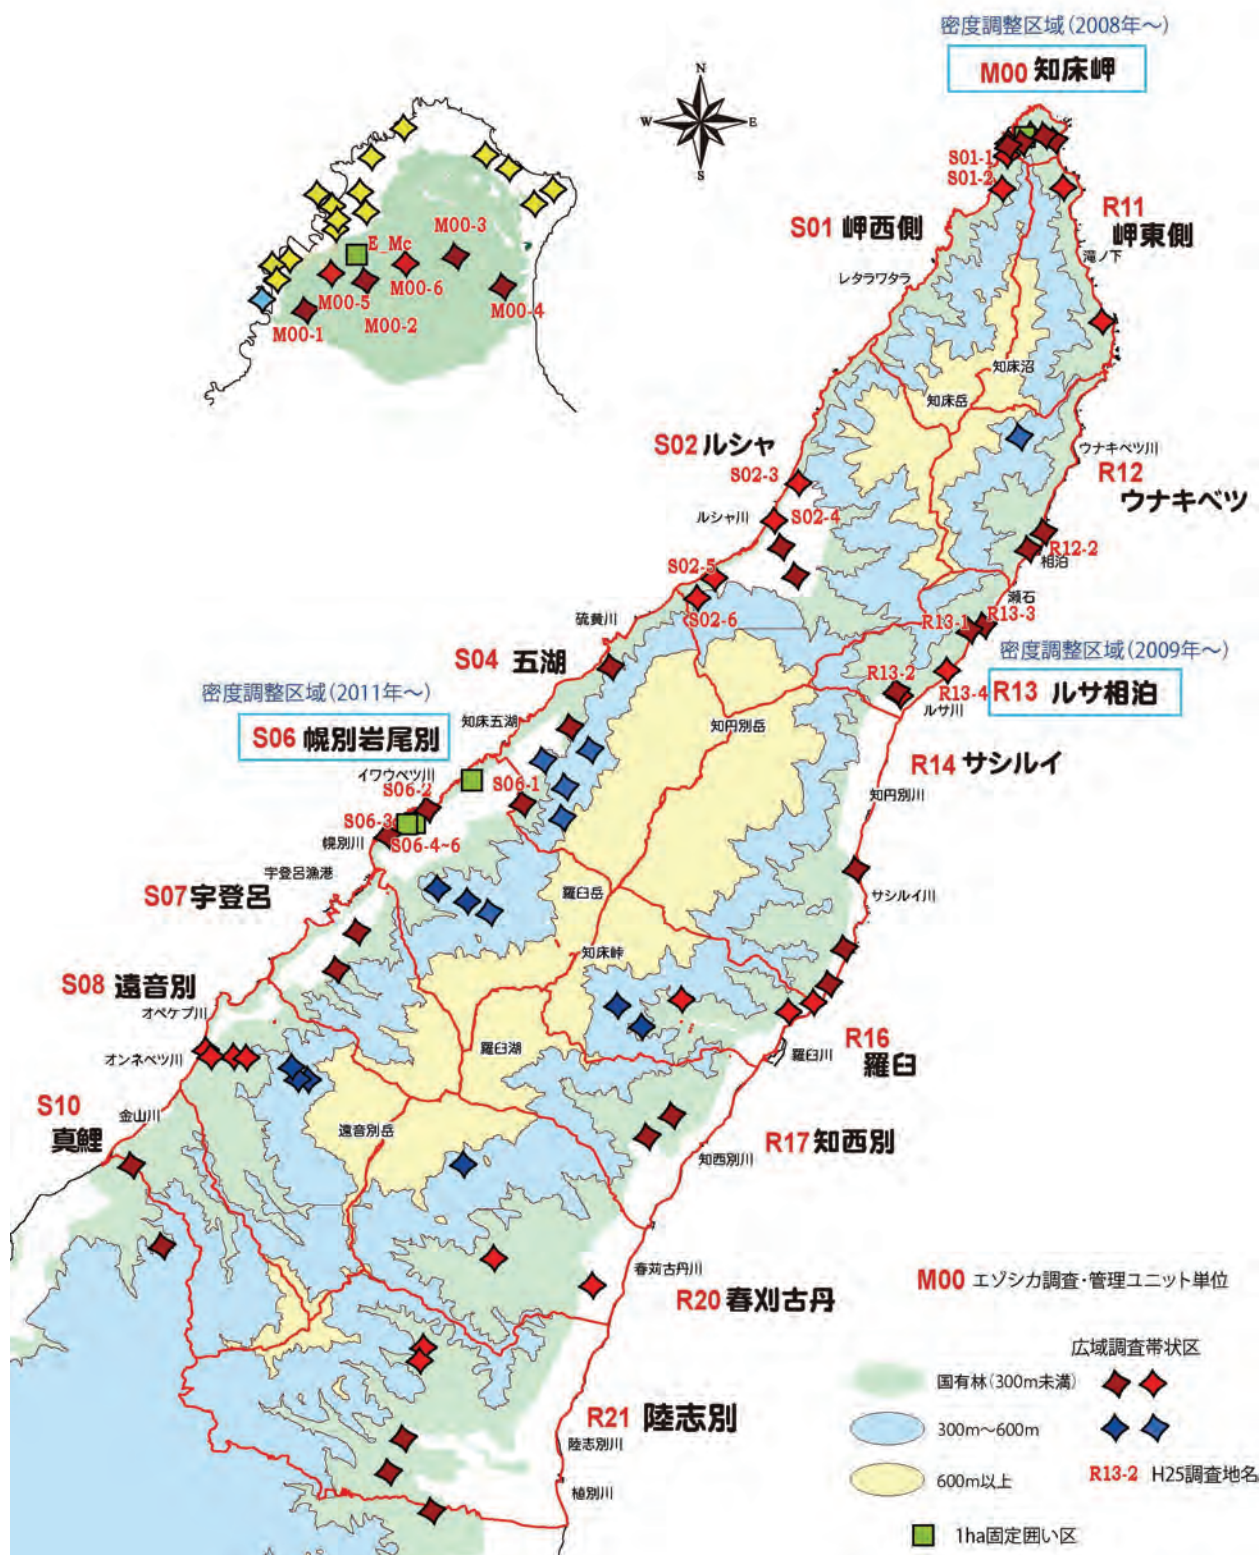 密度調整区域(2008年～)
M00 知床岬
N
W
E
S
S01-1
S01-2
S01 岬西側
R11
岬東側
滝ノ下
レタラワタラ
E_Mc
M00-3
M00-5
M00-6
M00-4
M00-1
M00-2
知床沼
知床岳
S02 ルシャ
S02-3
ウナキベツ川
R12
ウナキベツ
ルシャ川
S02-4
R12-2
相泊
S02-5
瀬石
S02-6
硫黄川
R13-1
R13-3
S04 五湖
密度調整区域(2009年～)
R13-2
R13-4
R13 ルサ相泊
ルサ川
密度調整区域(2011年～)
知床五湖
知円別岳
S06 幌別岩尾別
R14 サシルイ
イワウベツ川
S06-2
S06-1
知円別川
S06-3
幌別川
S06-4~6
宇登呂漁港
S07 宇登呂
羅臼岳
サシルイ川
知床峠
S08 遠音別
オペケプ川
オンネベツ川
羅臼湖
羅臼川
R16
羅臼
S10
真鯉
金山川
遠音別岳
知西別川
R17 知西別
春苅古丹川
R20 春刈古丹
M00 エゾシカ調査・管理ユニット単位
広域調査帯状区
国有林(300m未満)
R21 陸志別
300m～600m
陸志別川
600m以上
R13-2 H25調査地名
植別川
1ha固定囲い区